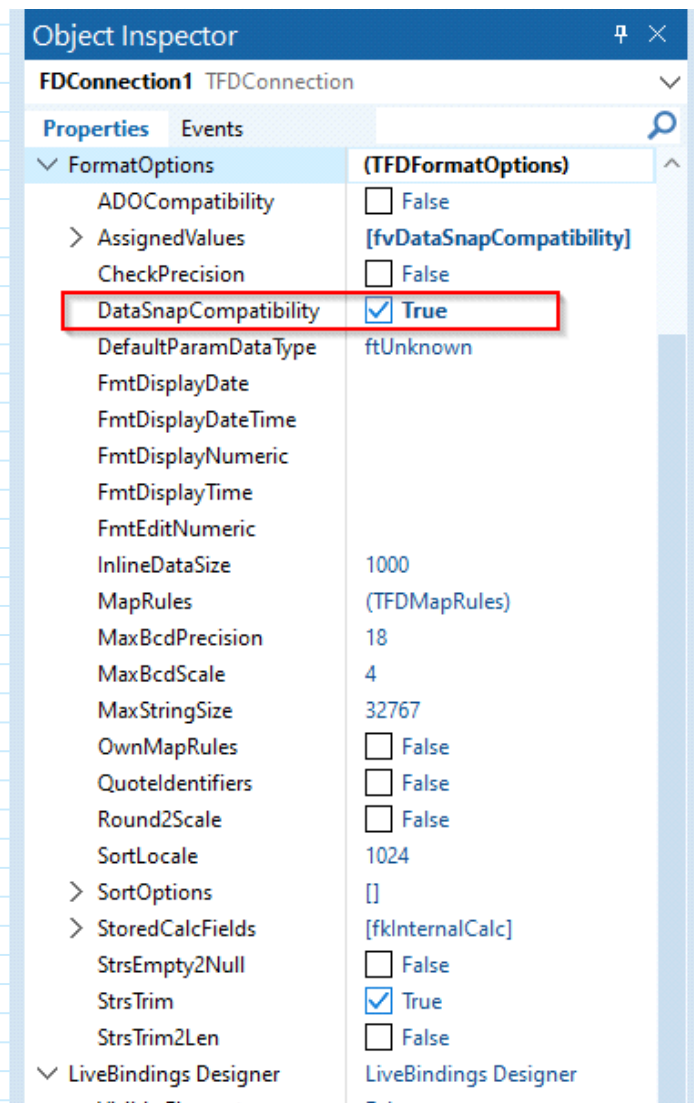 Object Inspector
FDConnection1 TFDConnection
Properties Events
FormatOptions (TFDFormatOptions)
ADOCompatibility False
AssignedValues [fvDataSnapCompatibility]
CheckPrecision False
DataSnapCompatibility True
DefaultParamDataType ftUnknown
FmtDisplayDate
FmtDisplayDateTime
FmtDisplayNumeric
FmtDisplayTime
FmtEditNumeric
InlineDataSize 1000
MapRules (TFDMapRules)
MaxBcdPrecision 18
MaxBcdScale 4
MaxStringSize 32767
OwnMapRules False
QuoteIdentifiers False
Round2Scale False
SortLocale 1024
SortOptions []
StoredCalcFields [fkInternalCalc]
StrsEmpty2Null False
StrsTrim True
StrsTrim2Len False
LiveBindings Designer LiveBindings Designer